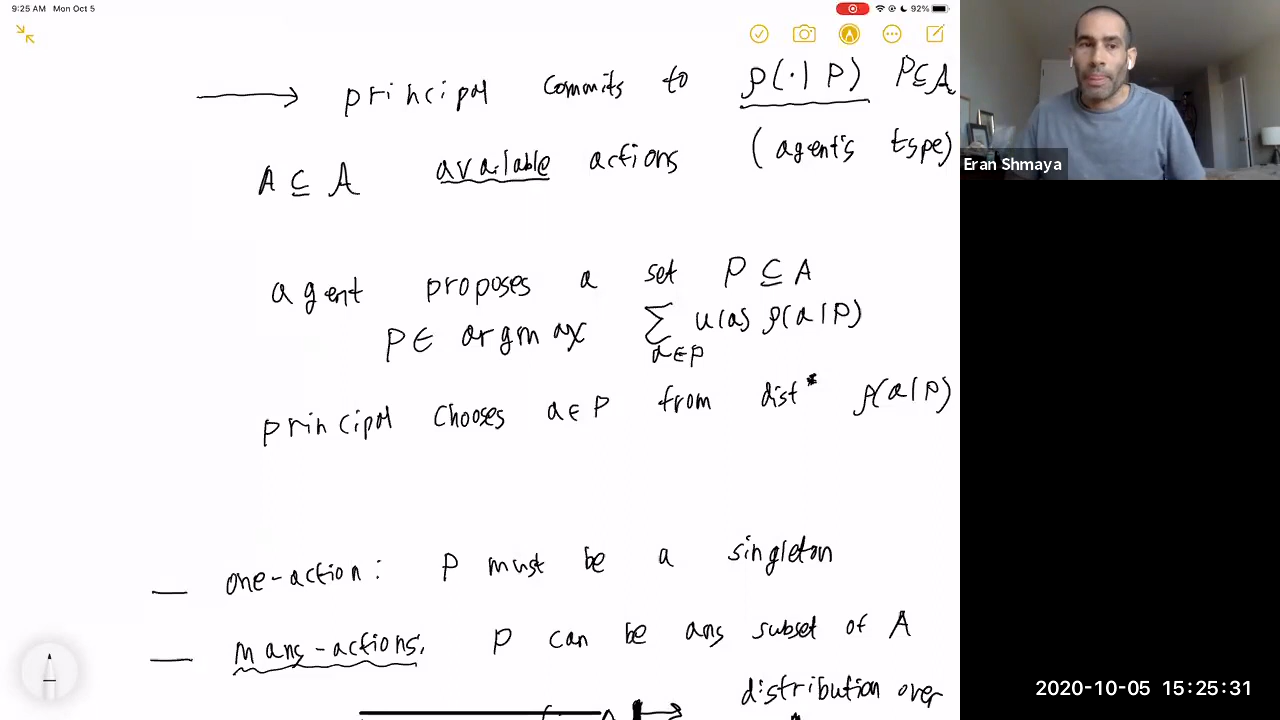 9:25 AM Mon Oct 5
92%
principal commits to ρ(·|P) P⊆𝒜
A ⊆ 𝒜 available actions (agent's type)
agent proposes a set P ⊆ A
P∈ argmax ∑ u(a) ρ(a|P)
a∈P
principal chooses a∈P from dist* ρ(a|P)
— one-action: P must be a singleton
— many-actions: P can be any subset of A
distribution over
Eran Shmaya
2020-10-05 15:25:31